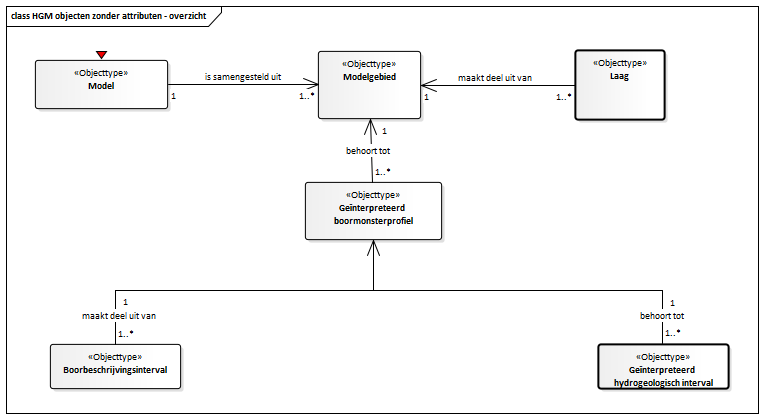 class HGM objecten zonder attributen - overzicht
«Objecttype»
Model
is samengesteld uit
1
1..*
«Objecttype»
Modelgebied
maakt deel uit van
1
1..*
«Objecttype»
Laag
1
behoort tot
1..*
«Objecttype»
Geïnterpreteerd
boormonsterprofiel
1
maakt deel uit van
1..*
«Objecttype»
Boorbeschrijvingsinterval
1
behoort tot
1..*
«Objecttype»
Geïnterpreteerd
hydrogeologisch interval